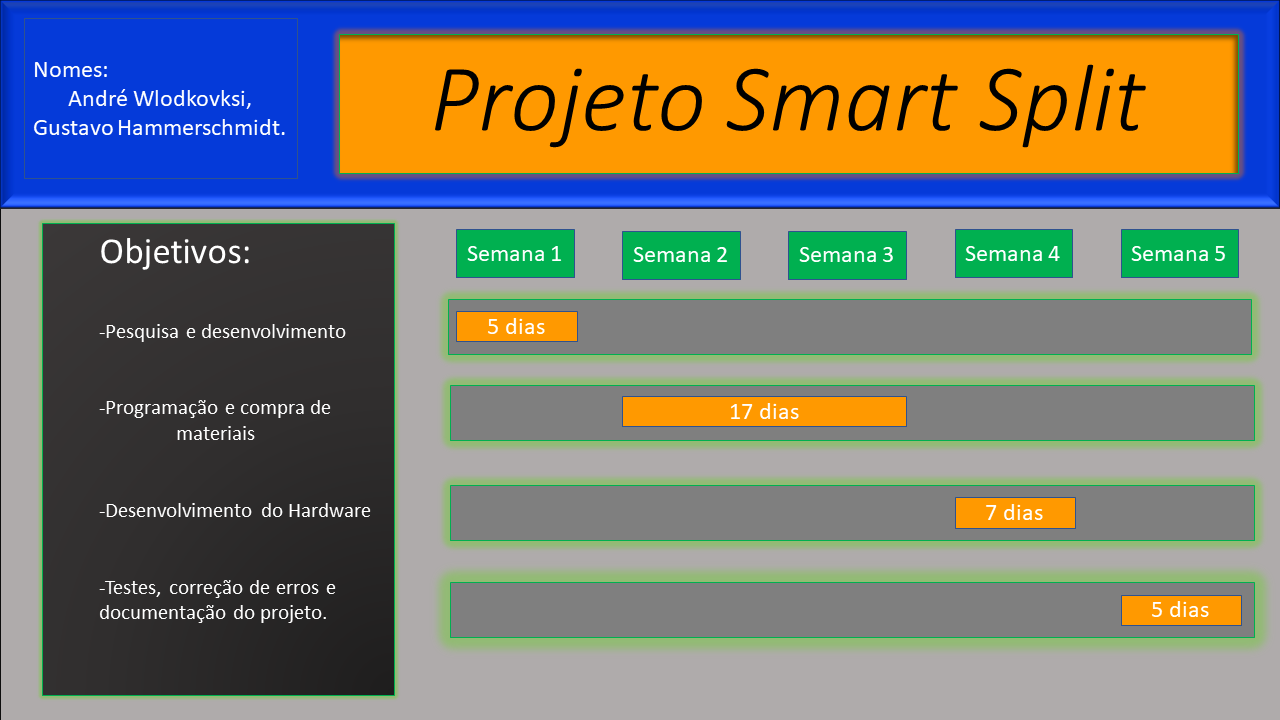 Nomes:
André Wlodkovksi,
Gustavo Hammerschmidt.
Projeto Smart Split
Objetivos:
-Pesquisa e desenvolvimento
-Programação e compra de
materiais
-Desenvolvimento do Hardware
-Testes, correção de erros e
documentação do projeto.
Semana 1
Semana 2
Semana 3
Semana 4
Semana 5
5 dias
17 dias
7 dias
5 dias